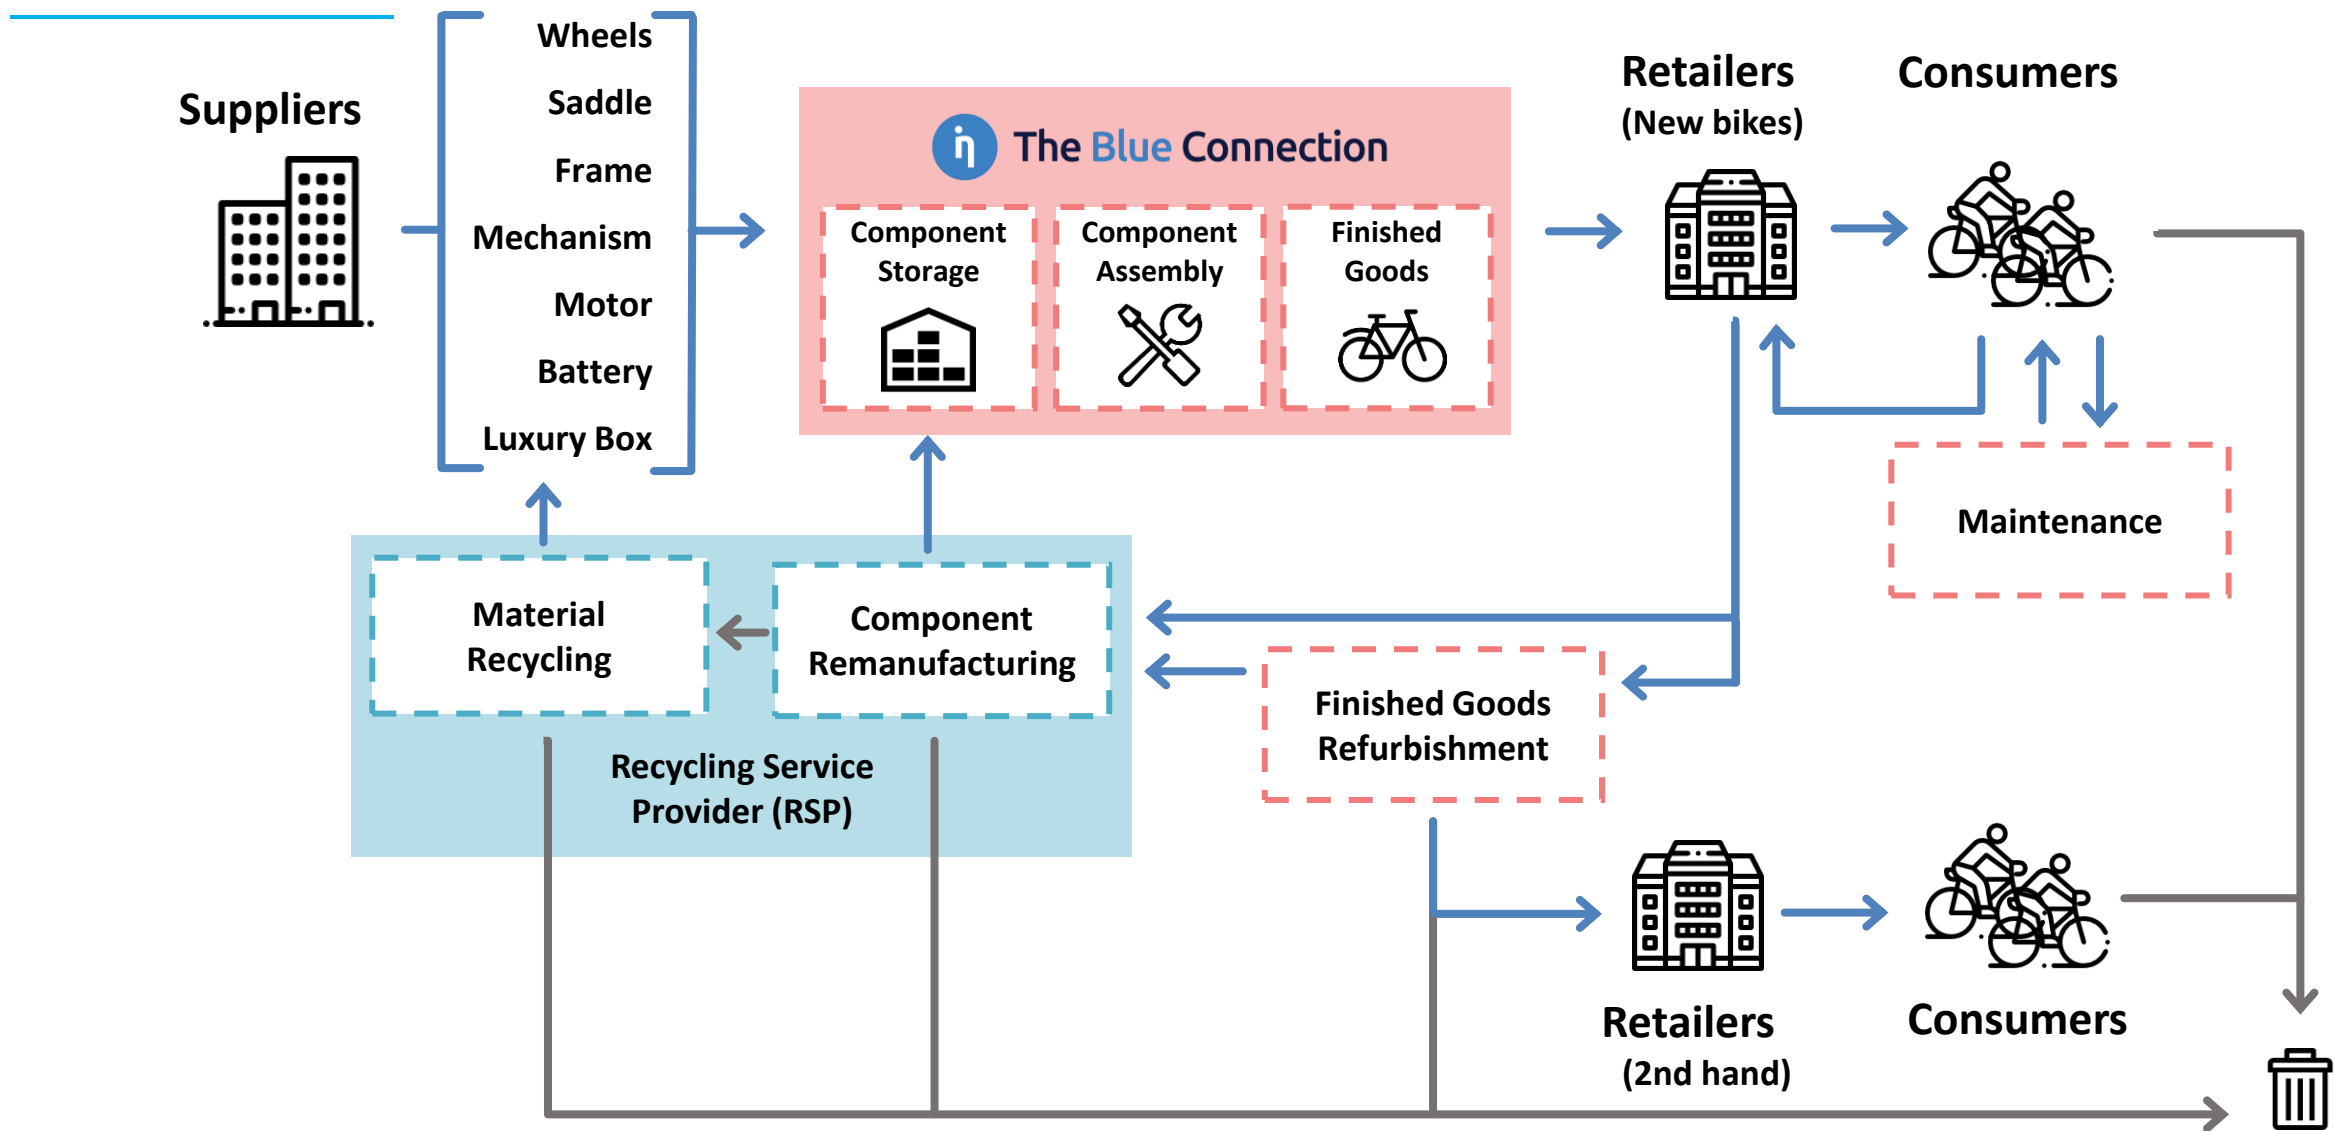 Suppliers
Wheels
Saddle
Frame
Mechanism
Motor
Battery
Luxury Box
The Blue Connection
Component
Storage
Component
Assembly
Finished
Goods
Retailers
(New bikes)
Consumers
Maintenance
Material
Recycling
Component
Remanufacturing
Recycling Service
Provider (RSP)
Finished Goods
Refurbishment
Retailers
(2nd hand)
Consumers